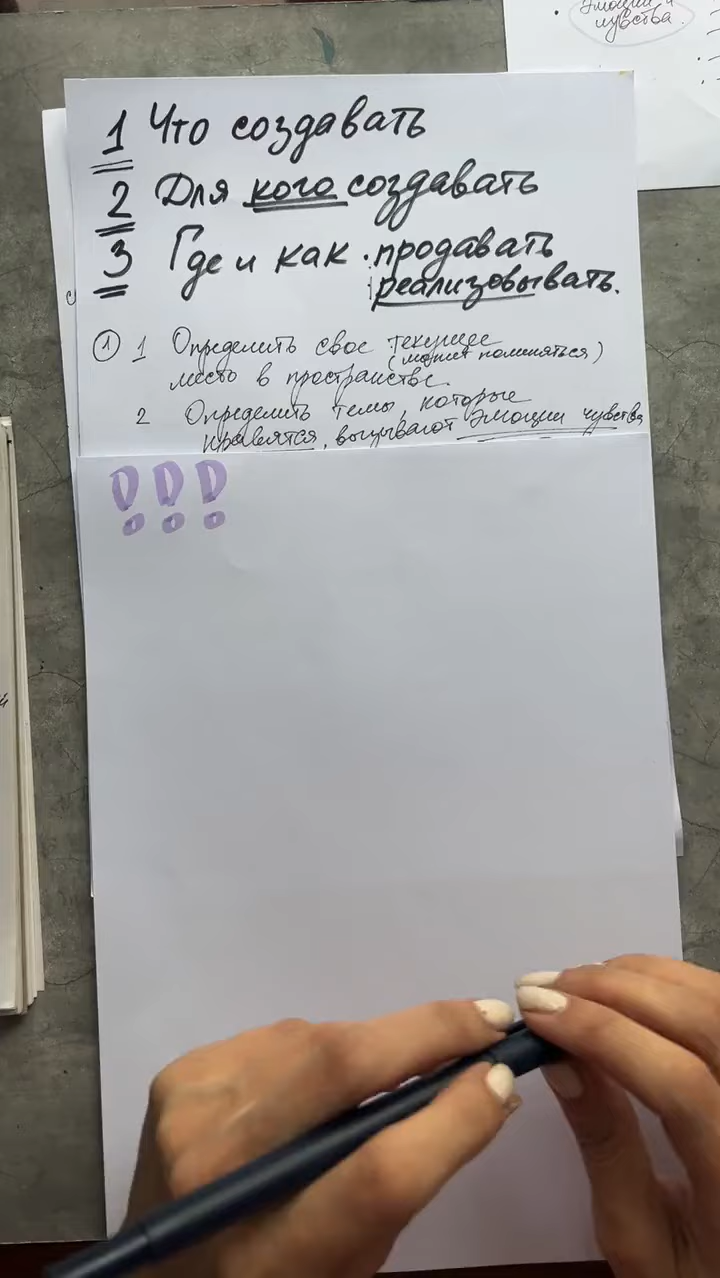 Эмоции и
чувства
1 Что создавать
2 Для кого создавать
3 Где и как · продавать
реализовывать.
① 1 Определить свое текущее
(может поменяться)
место в пространстве.
2 Определить темы, которые
нравятся, вызывают эмоции чувства
!!!